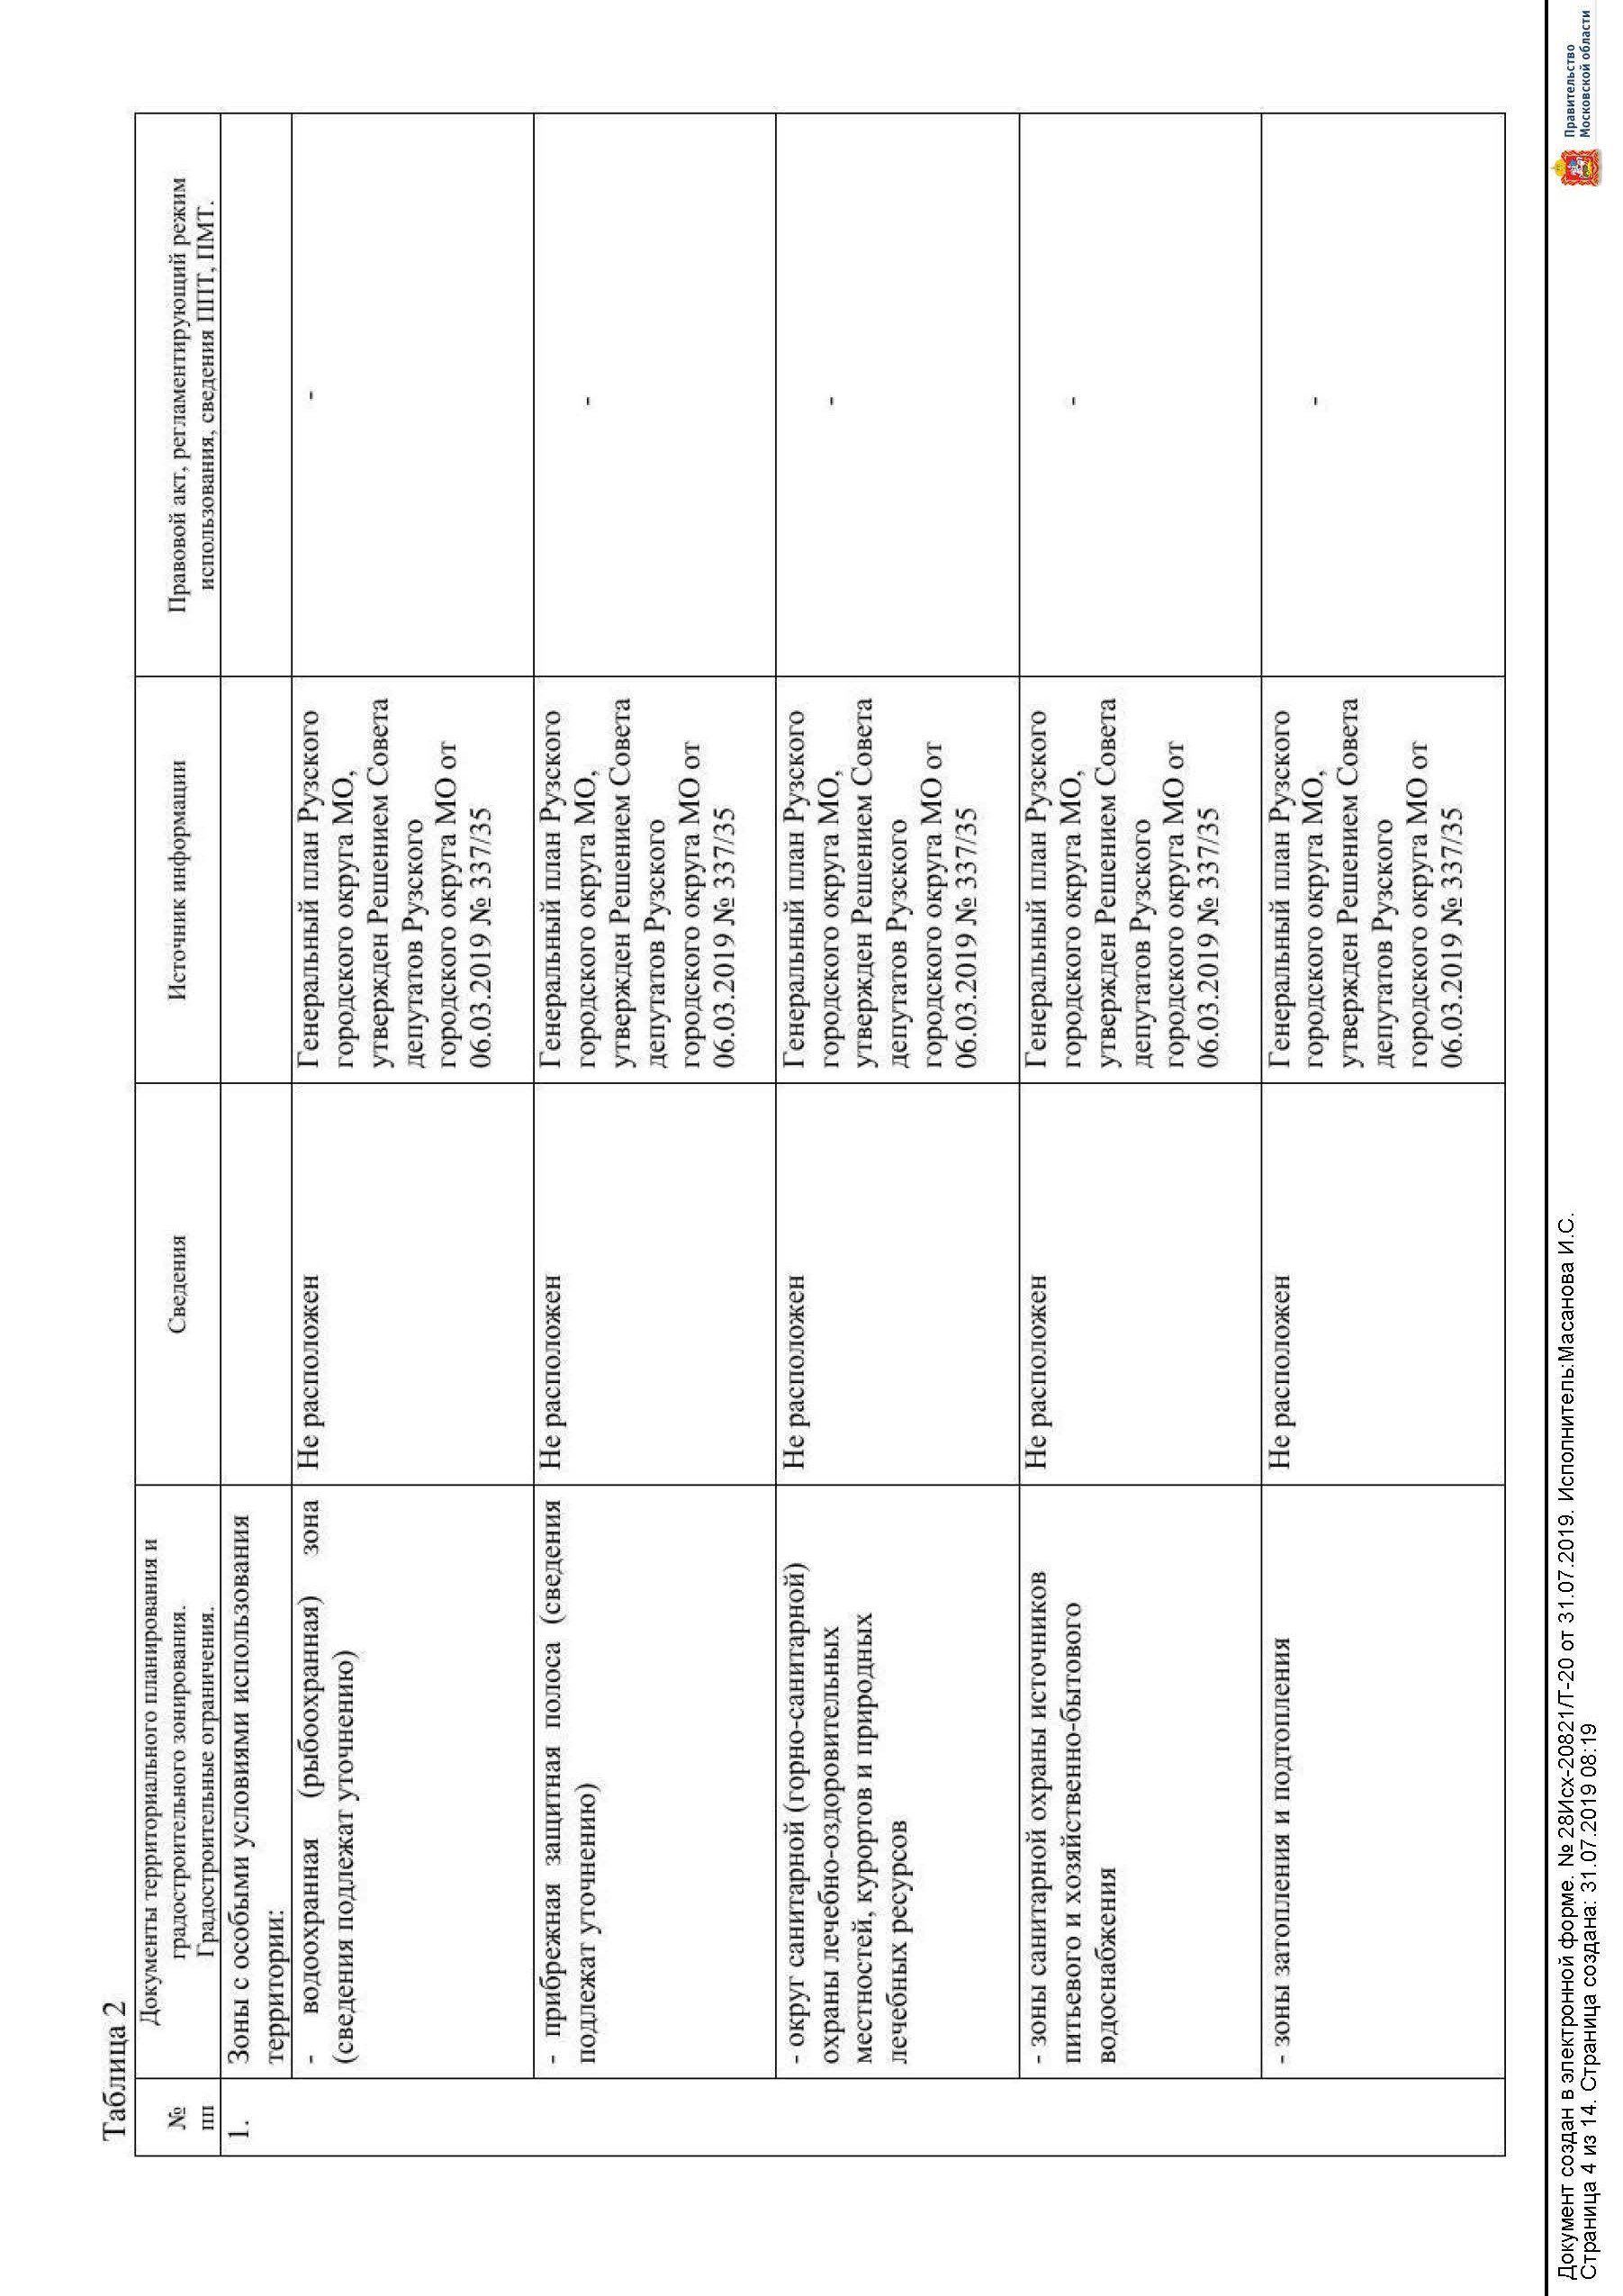 Таблица 2
№
пп
Документы территориального планирования и
градостроительного зонирования.
Градостроительные ограничения.
Сведения
Источник информации
Правовой акт, регламентирующий режим
использования, сведения ППТ, ПМТ.
1.
Зоны с особыми условиями использования
территории:
- водоохранная (рыбоохранная) зона
(сведения подлежат уточнению)
Не расположен
Генеральный план Рузского
городского округа МО,
утвержден Решением Совета
депутатов Рузского
городского округа МО от
06.03.2019 № 337/35
-
- прибрежная защитная полоса (сведения
подлежат уточнению)
Не расположен
Генеральный план Рузского
городского округа МО,
утвержден Решением Совета
депутатов Рузского
городского округа МО от
06.03.2019 № 337/35
-
- округ санитарной (горно-санитарной)
охраны лечебно-оздоровительных
местностей, курортов и природных
лечебных ресурсов
Не расположен
Генеральный план Рузского
городского округа МО,
утвержден Решением Совета
депутатов Рузского
городского округа МО от
06.03.2019 № 337/35
-
- зоны санитарной охраны источников
питьевого и хозяйственно-бытового
водоснабжения
Не расположен
Генеральный план Рузского
городского округа МО,
утвержден Решением Совета
депутатов Рузского
городского округа МО от
06.03.2019 № 337/35
-
- зоны затопления и подтопления
Не расположен
Генеральный план Рузского
городского округа МО,
утвержден Решением Совета
депутатов Рузского
городского округа МО от
06.03.2019 № 337/35
-
Документ создан в электронной форме. № 28Исх-20821/Т-20 от 31.07.2019. Исполнитель:Масанова И.С.
Страница 4 из 14. Страница создана: 31.07.2019 08:19
Правительство
Московской области